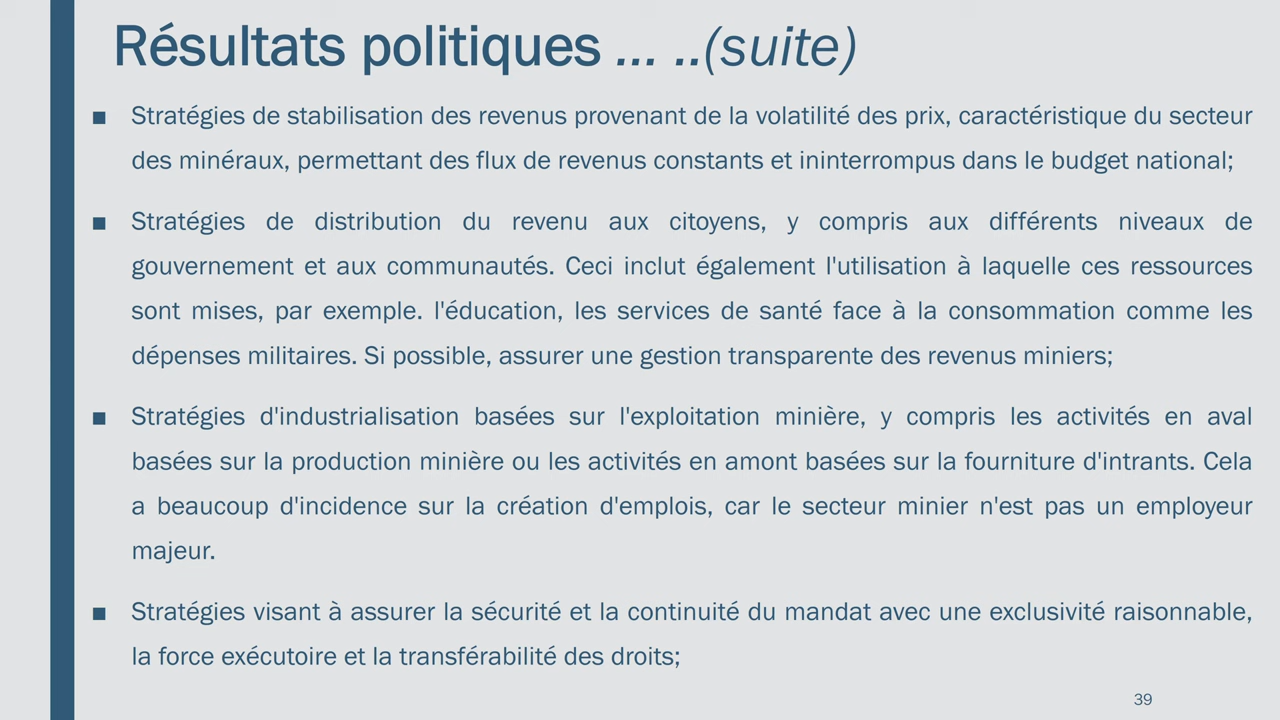 Résultats politiques ... ..(suite)
■ Stratégies de stabilisation des revenus provenant de la volatilité des prix, caractéristique du secteur
des minéraux, permettant des flux de revenus constants et ininterrompus dans le budget national;
■ Stratégies de distribution du revenu aux citoyens, y compris aux différents niveaux de
gouvernement et aux communautés. Ceci inclut également l'utilisation à laquelle ces ressources
sont mises, par exemple. l'éducation, les services de santé face à la consommation comme les
dépenses militaires. Si possible, assurer une gestion transparente des revenus miniers;
■ Stratégies d'industrialisation basées sur l'exploitation minière, y compris les activités en aval
basées sur la production minière ou les activités en amont basées sur la fourniture d'intrants. Cela
a beaucoup d'incidence sur la création d'emplois, car le secteur minier n'est pas un employeur
majeur.
■ Stratégies visant à assurer la sécurité et la continuité du mandat avec une exclusivité raisonnable,
la force exécutoire et la transférabilité des droits;
39